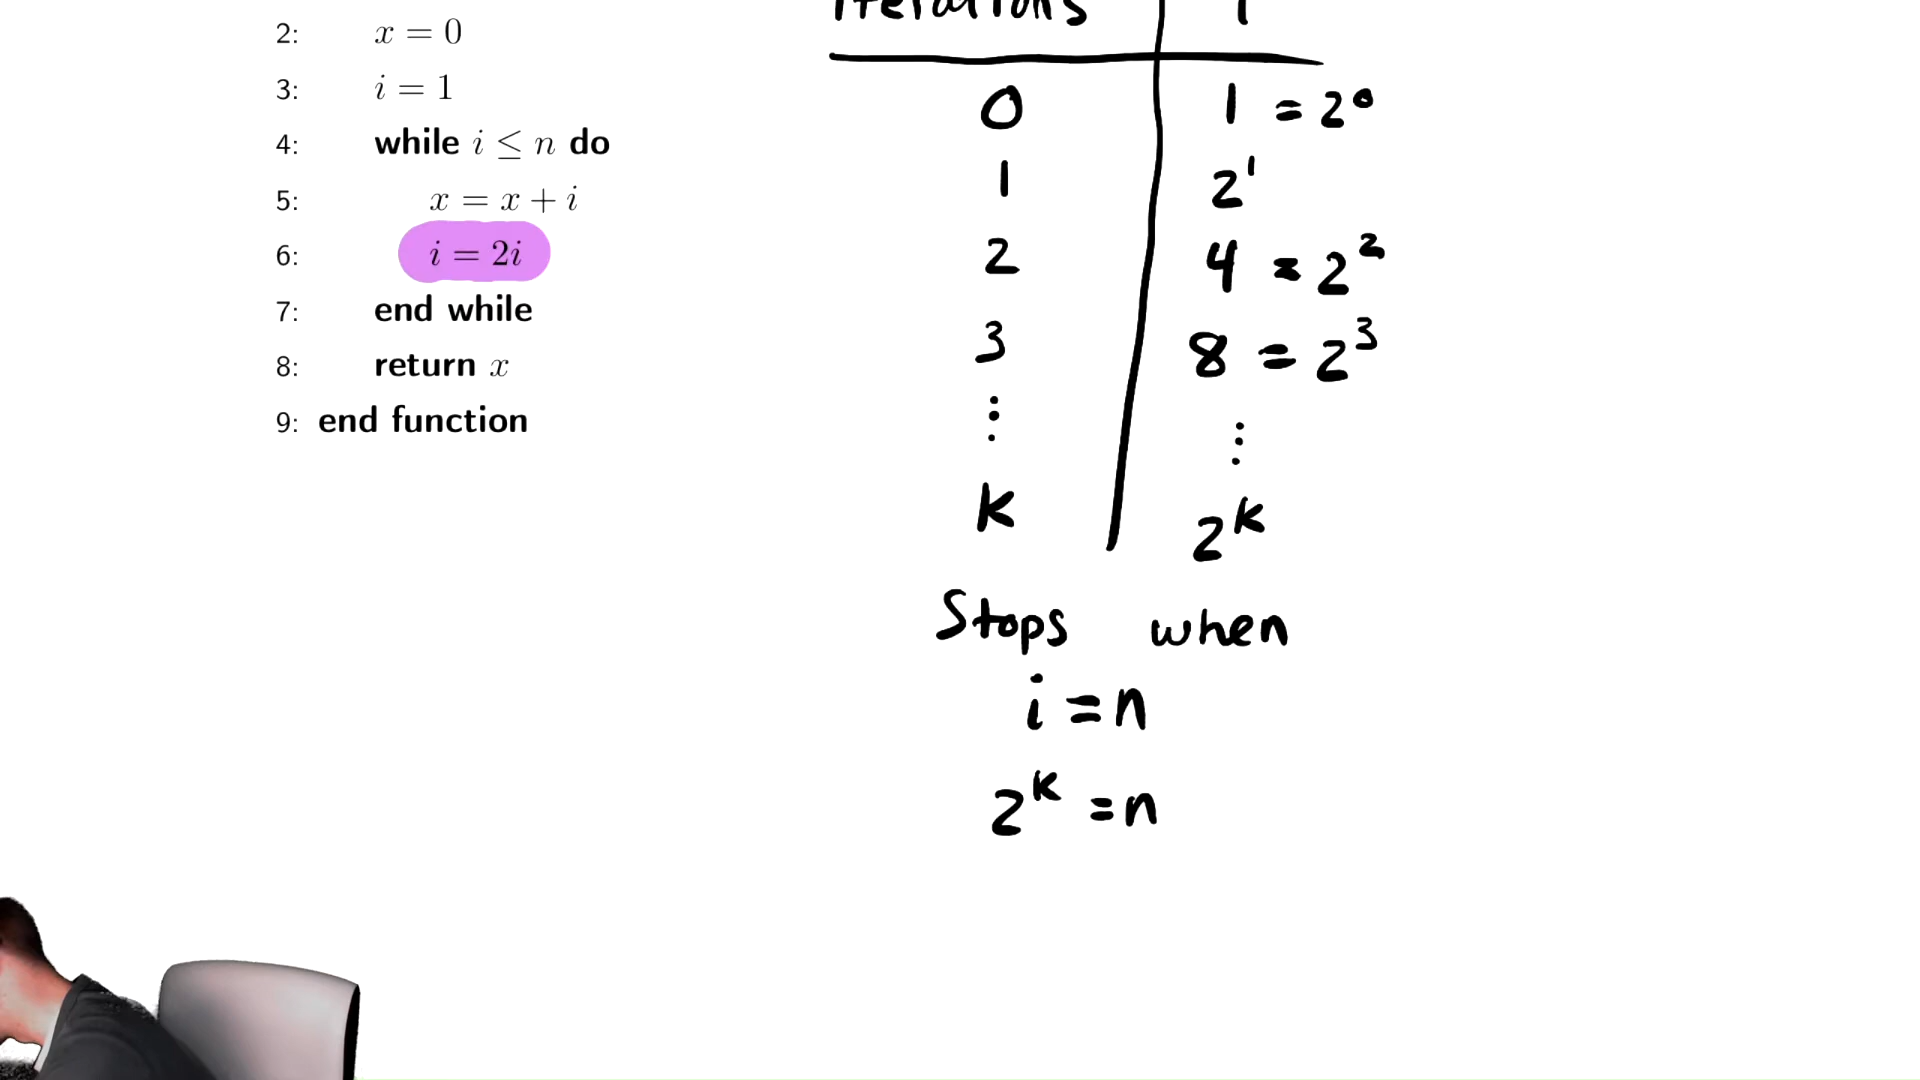 2: x = 0
3: i = 1
4: while i ≤ n do
5: x = x + i
6: i = 2i
7: end while
8: return x
9: end function
iterations i
0 1 = 2⁰
1 2¹
2 4 = 2²
3 8 = 2³
⋮ ⋮
k 2ᵏ
Stops when
i = n
2ᵏ = n